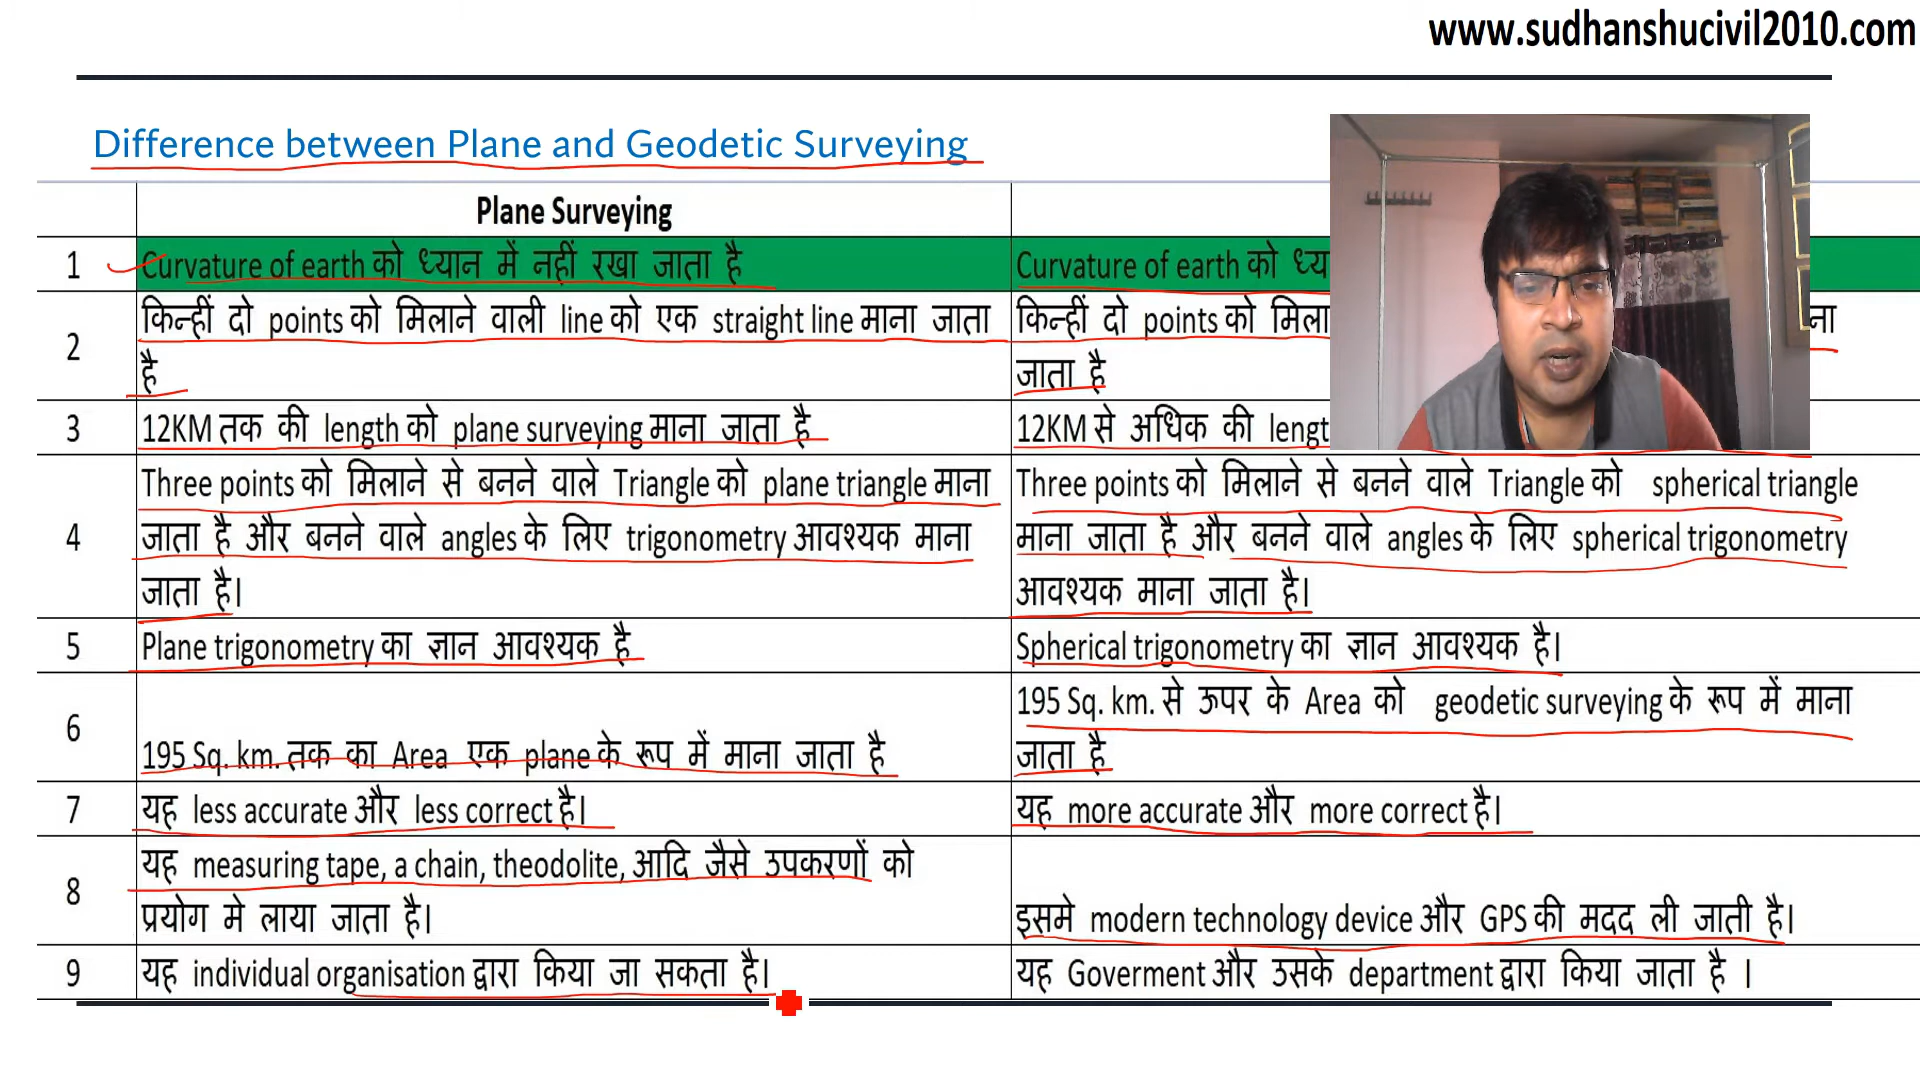 www.sudhanshucivil2010.com
Difference between Plane and Geodetic Surveying
Plane Surveying
1
Curvature of earth को ध्यान में नहीं रखा जाता है
Curvature of earth को
2
किन्हीं दो points को मिलाने वाली line को एक straight line माना जाता
है
किन्हीं दो points को
जाता है
3
12KM तक की length को plane surveying माना जाता है
12KM से अधिक की
4
Three points को मिलाने से बनने वाले Triangle को plane triangle माना
जाता है और बनने वाले angles के लिए trigonometry आवश्यक माना
जाता है।
Three points को मिलाने से बनने वाले Triangle को spherical triangle
माना जाता है और बनने वाले angles के लिए spherical trigonometry
आवश्यक माना जाता है।
5
Plane trigonometry का ज्ञान आवश्यक है
Spherical trigonometry का ज्ञान आवश्यक है।
6
195 Sq. km. तक का Area एक plane के रूप में माना जाता है
195 Sq. km. से ऊपर के Area को geodetic surveying के रूप में माना
जाता है
7
यह less accurate और less correct है।
यह more accurate और more correct है।
8
यह measuring tape, a chain, theodolite, आदि जैसे उपकरणों को
प्रयोग मे लाया जाता है।
इसमे modern technology device और GPS की मदद ली जाती है।
9
यह individual organisation द्वारा किया जा सकता है।
यह Goverment और उसके department द्वारा किया जाता है ।